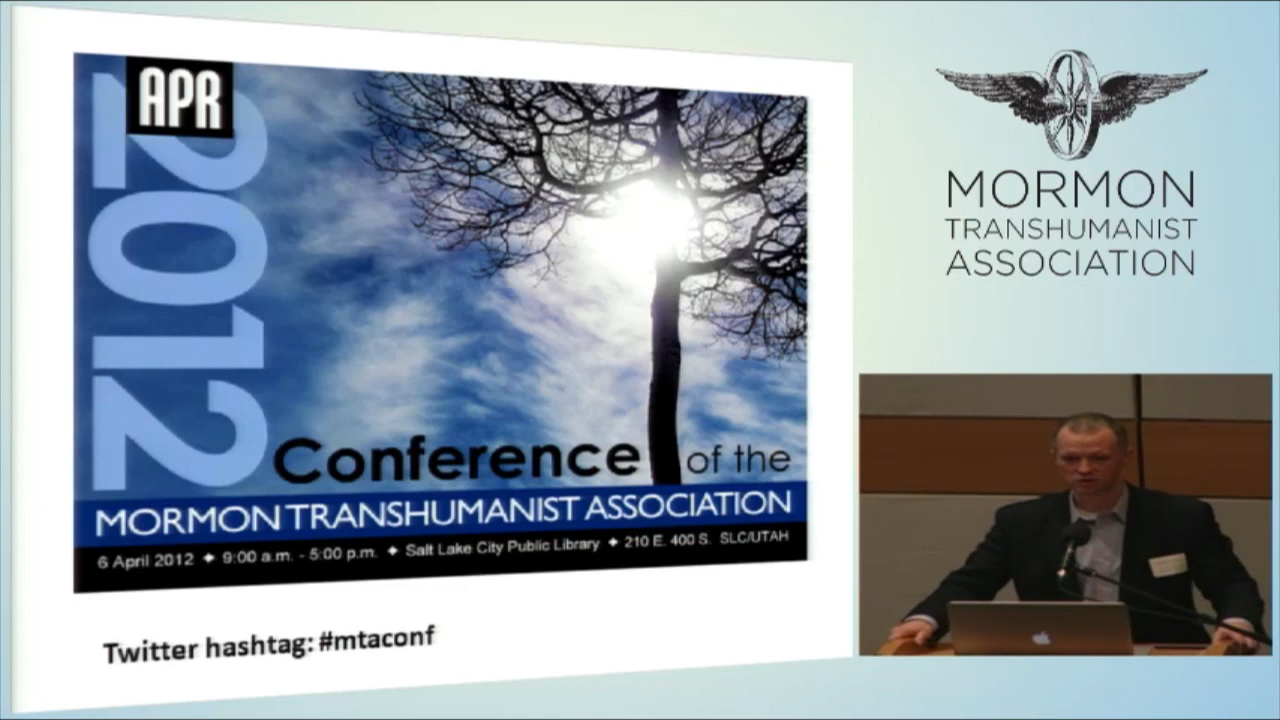 APR
2012
Conference of the
MORMON TRANSHUMANIST ASSOCIATION
6 April 2012 ✦ 9:00 a.m. - 5:00 p.m. ✦ Salt Lake City Public Library ✦ 210 E. 400 S. SLC/UTAH
Twitter hashtag: #mtaconf
MORMON
TRANSHUMANIST
ASSOCIATION